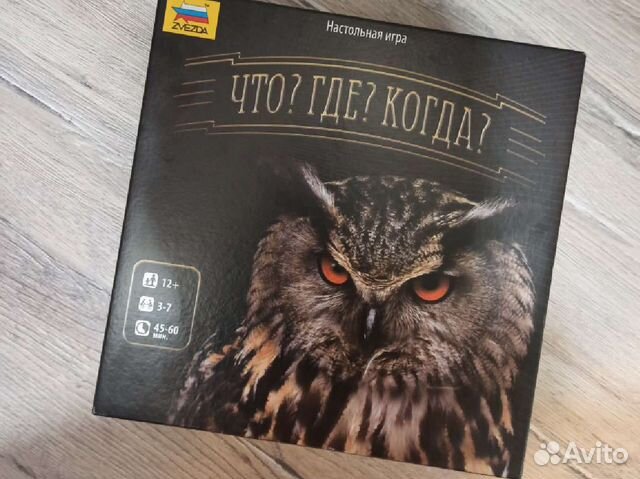 ZVEZDA
Настольная игра
ЧТО? ГДЕ? КОГДА?
12+
3-7
45-60
мин.
Avito